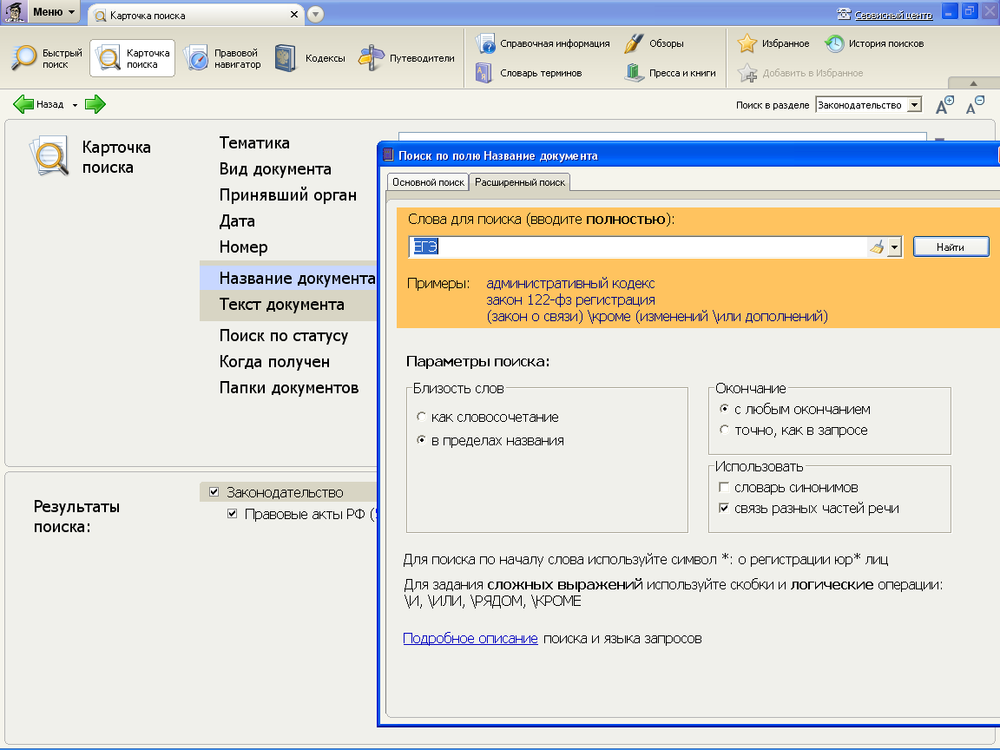 Меню
Карточка поиска
Сервисный центр
Быстрый
поиск
Карточка
поиска
Правовой
навигатор
Кодексы
Путеводители
Справочная информация
Словарь терминов
Обзоры
Пресса и книги
Избранное
История поисков
Добавить в Избранное
Назад
Поиск в разделе Законодательство
Карточка
поиска
Тематика
Вид документа
Принявший орган
Дата
Номер
Название документа
Текст документа
Поиск по статусу
Когда получен
Папки документов
Результаты
поиска:
Законодательство
Правовые акты РФ
Поиск по полю Название документа
Основной поиск
Расширенный поиск
Слова для поиска (вводите полностью):
ЕГЭ
Найти
Примеры: административный кодекс
закон 122-фз регистрация
(закон о связи) \кроме (изменений \или дополнений)
Параметры поиска:
Близость слов
как словосочетание
в пределах названия
Окончание
с любым окончанием
точно, как в запросе
Использовать
словарь синонимов
связь разных частей речи
Для поиска по началу слова используйте символ *: о регистрации юр* лиц
Для задания сложных выражений используйте скобки и логические операции:
\И, \ИЛИ, \РЯДОМ, \КРОМЕ
Подробное описание поиска и языка запросов